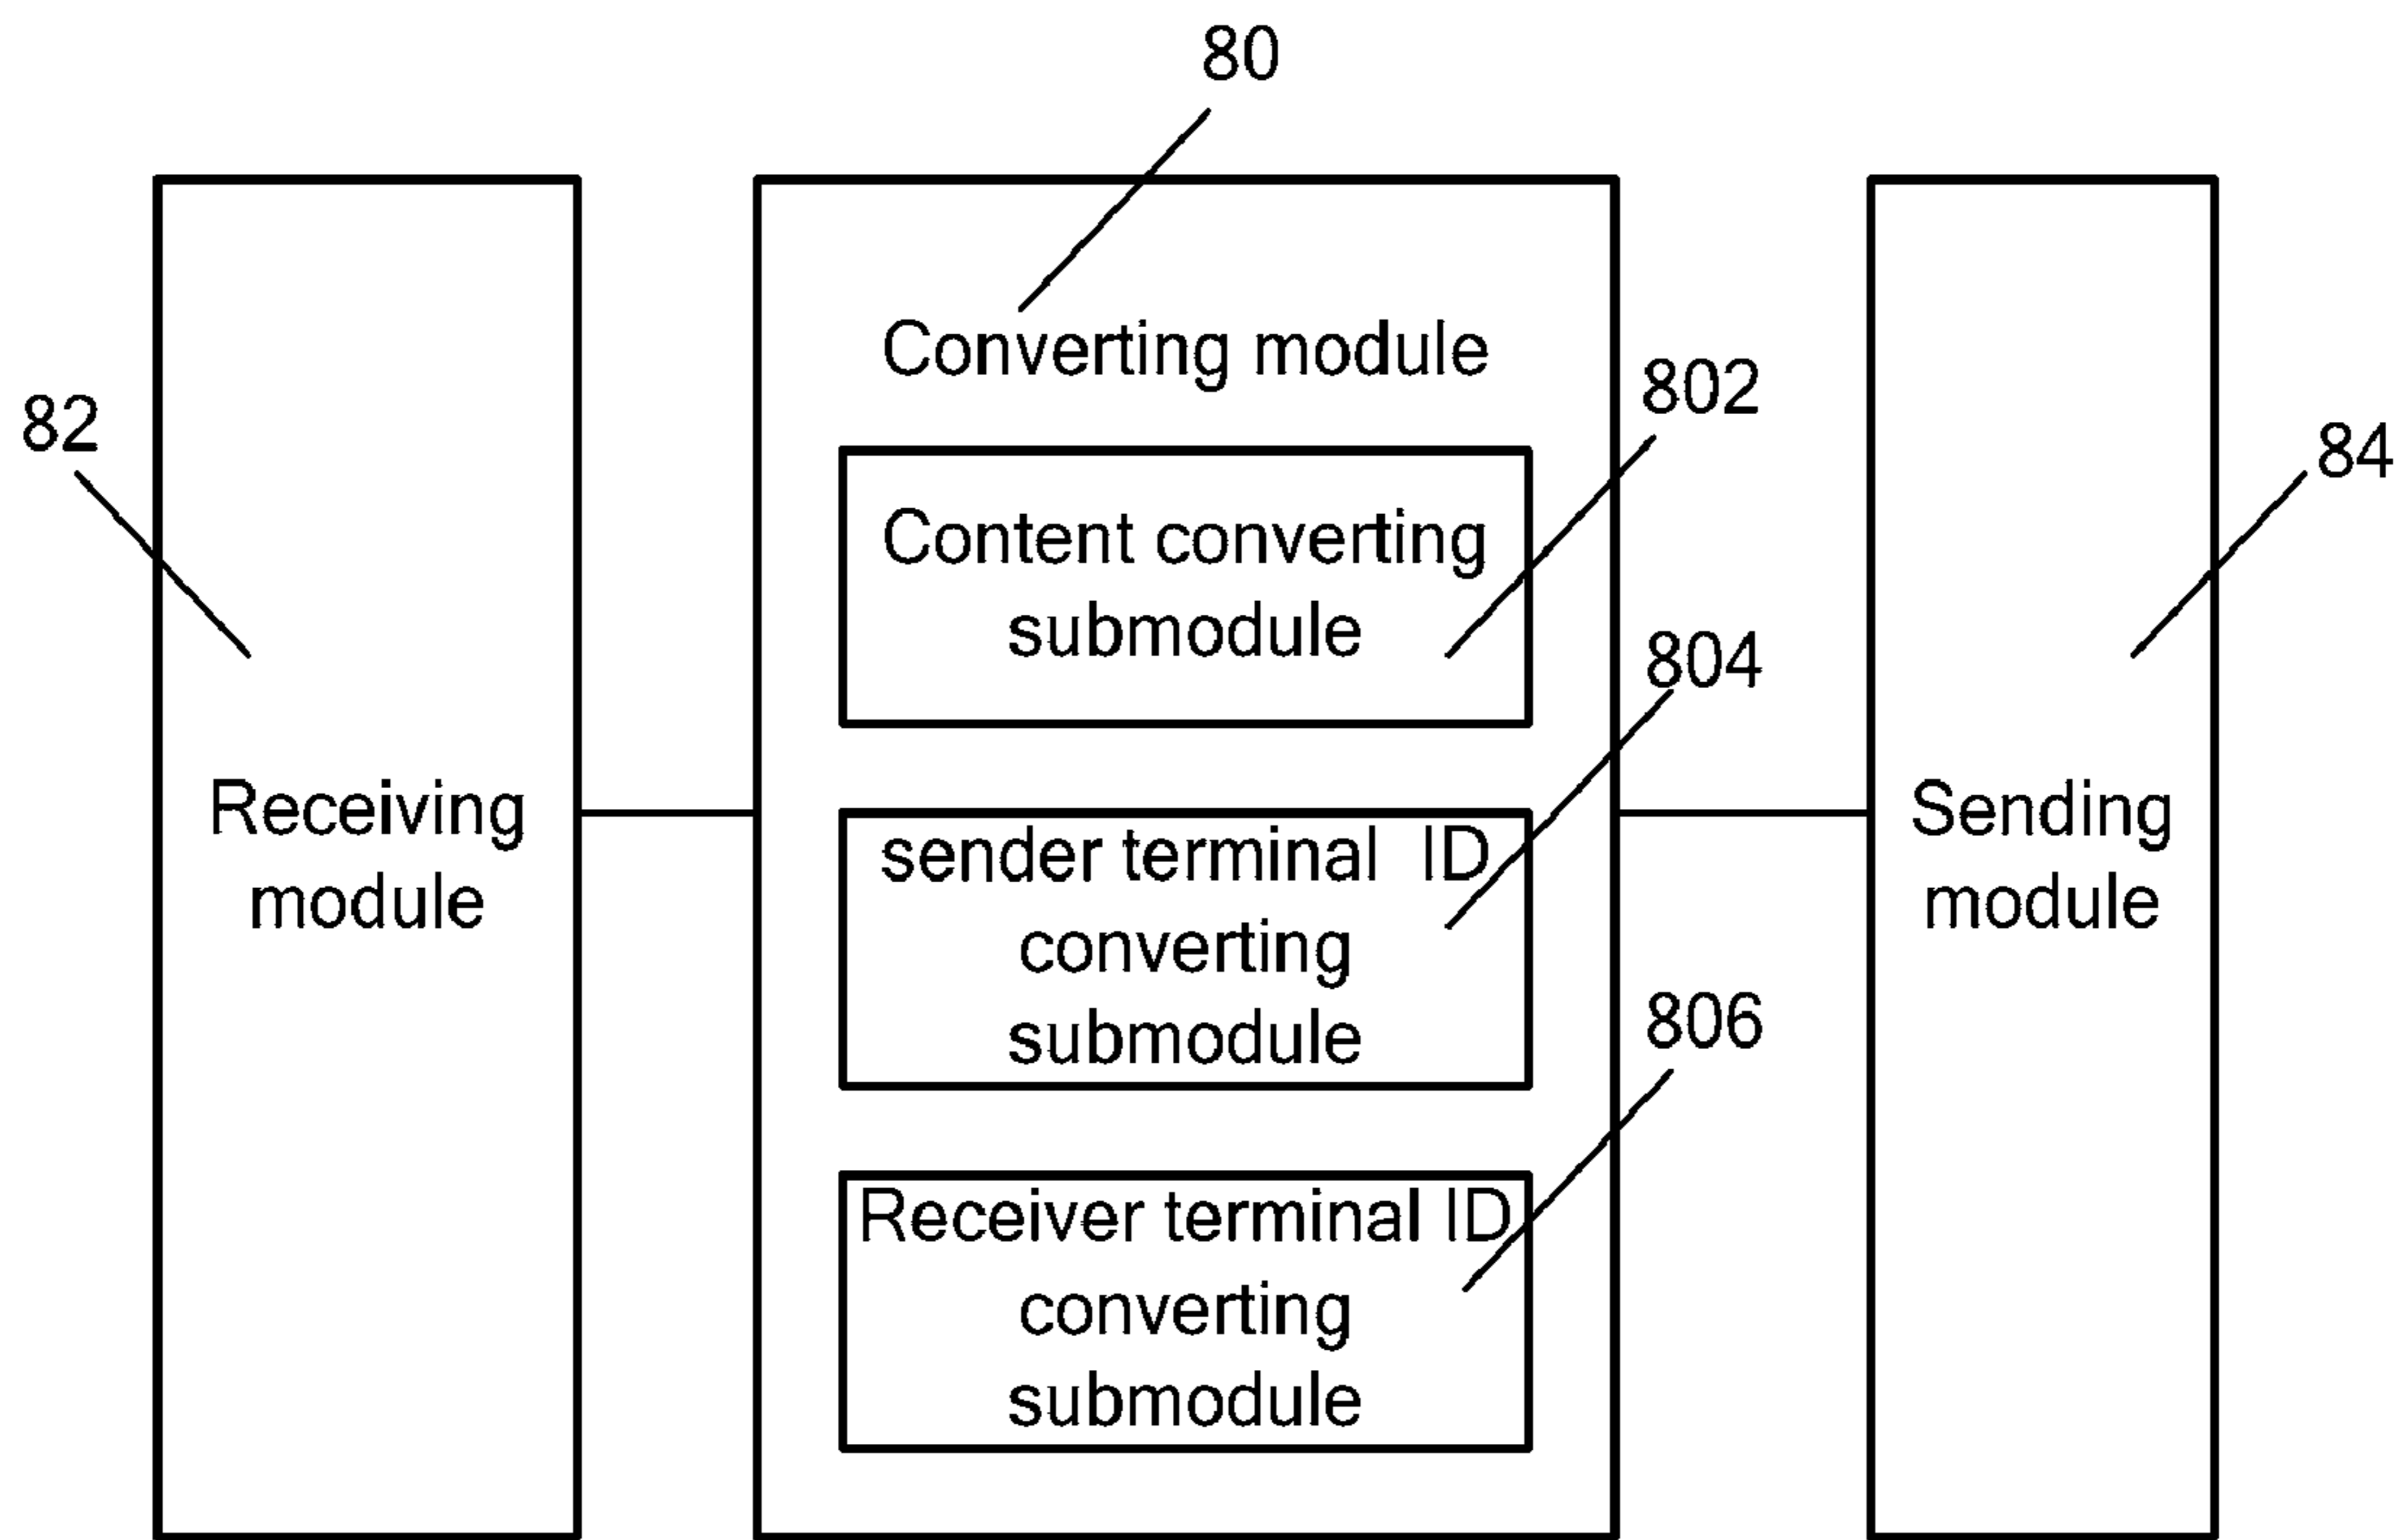 80
82
Receiving
module
Converting module
802
Content converting
submodule
804
sender terminal ID
converting
submodule
806
Receiver terminal ID
converting
submodule
84
Sending
module